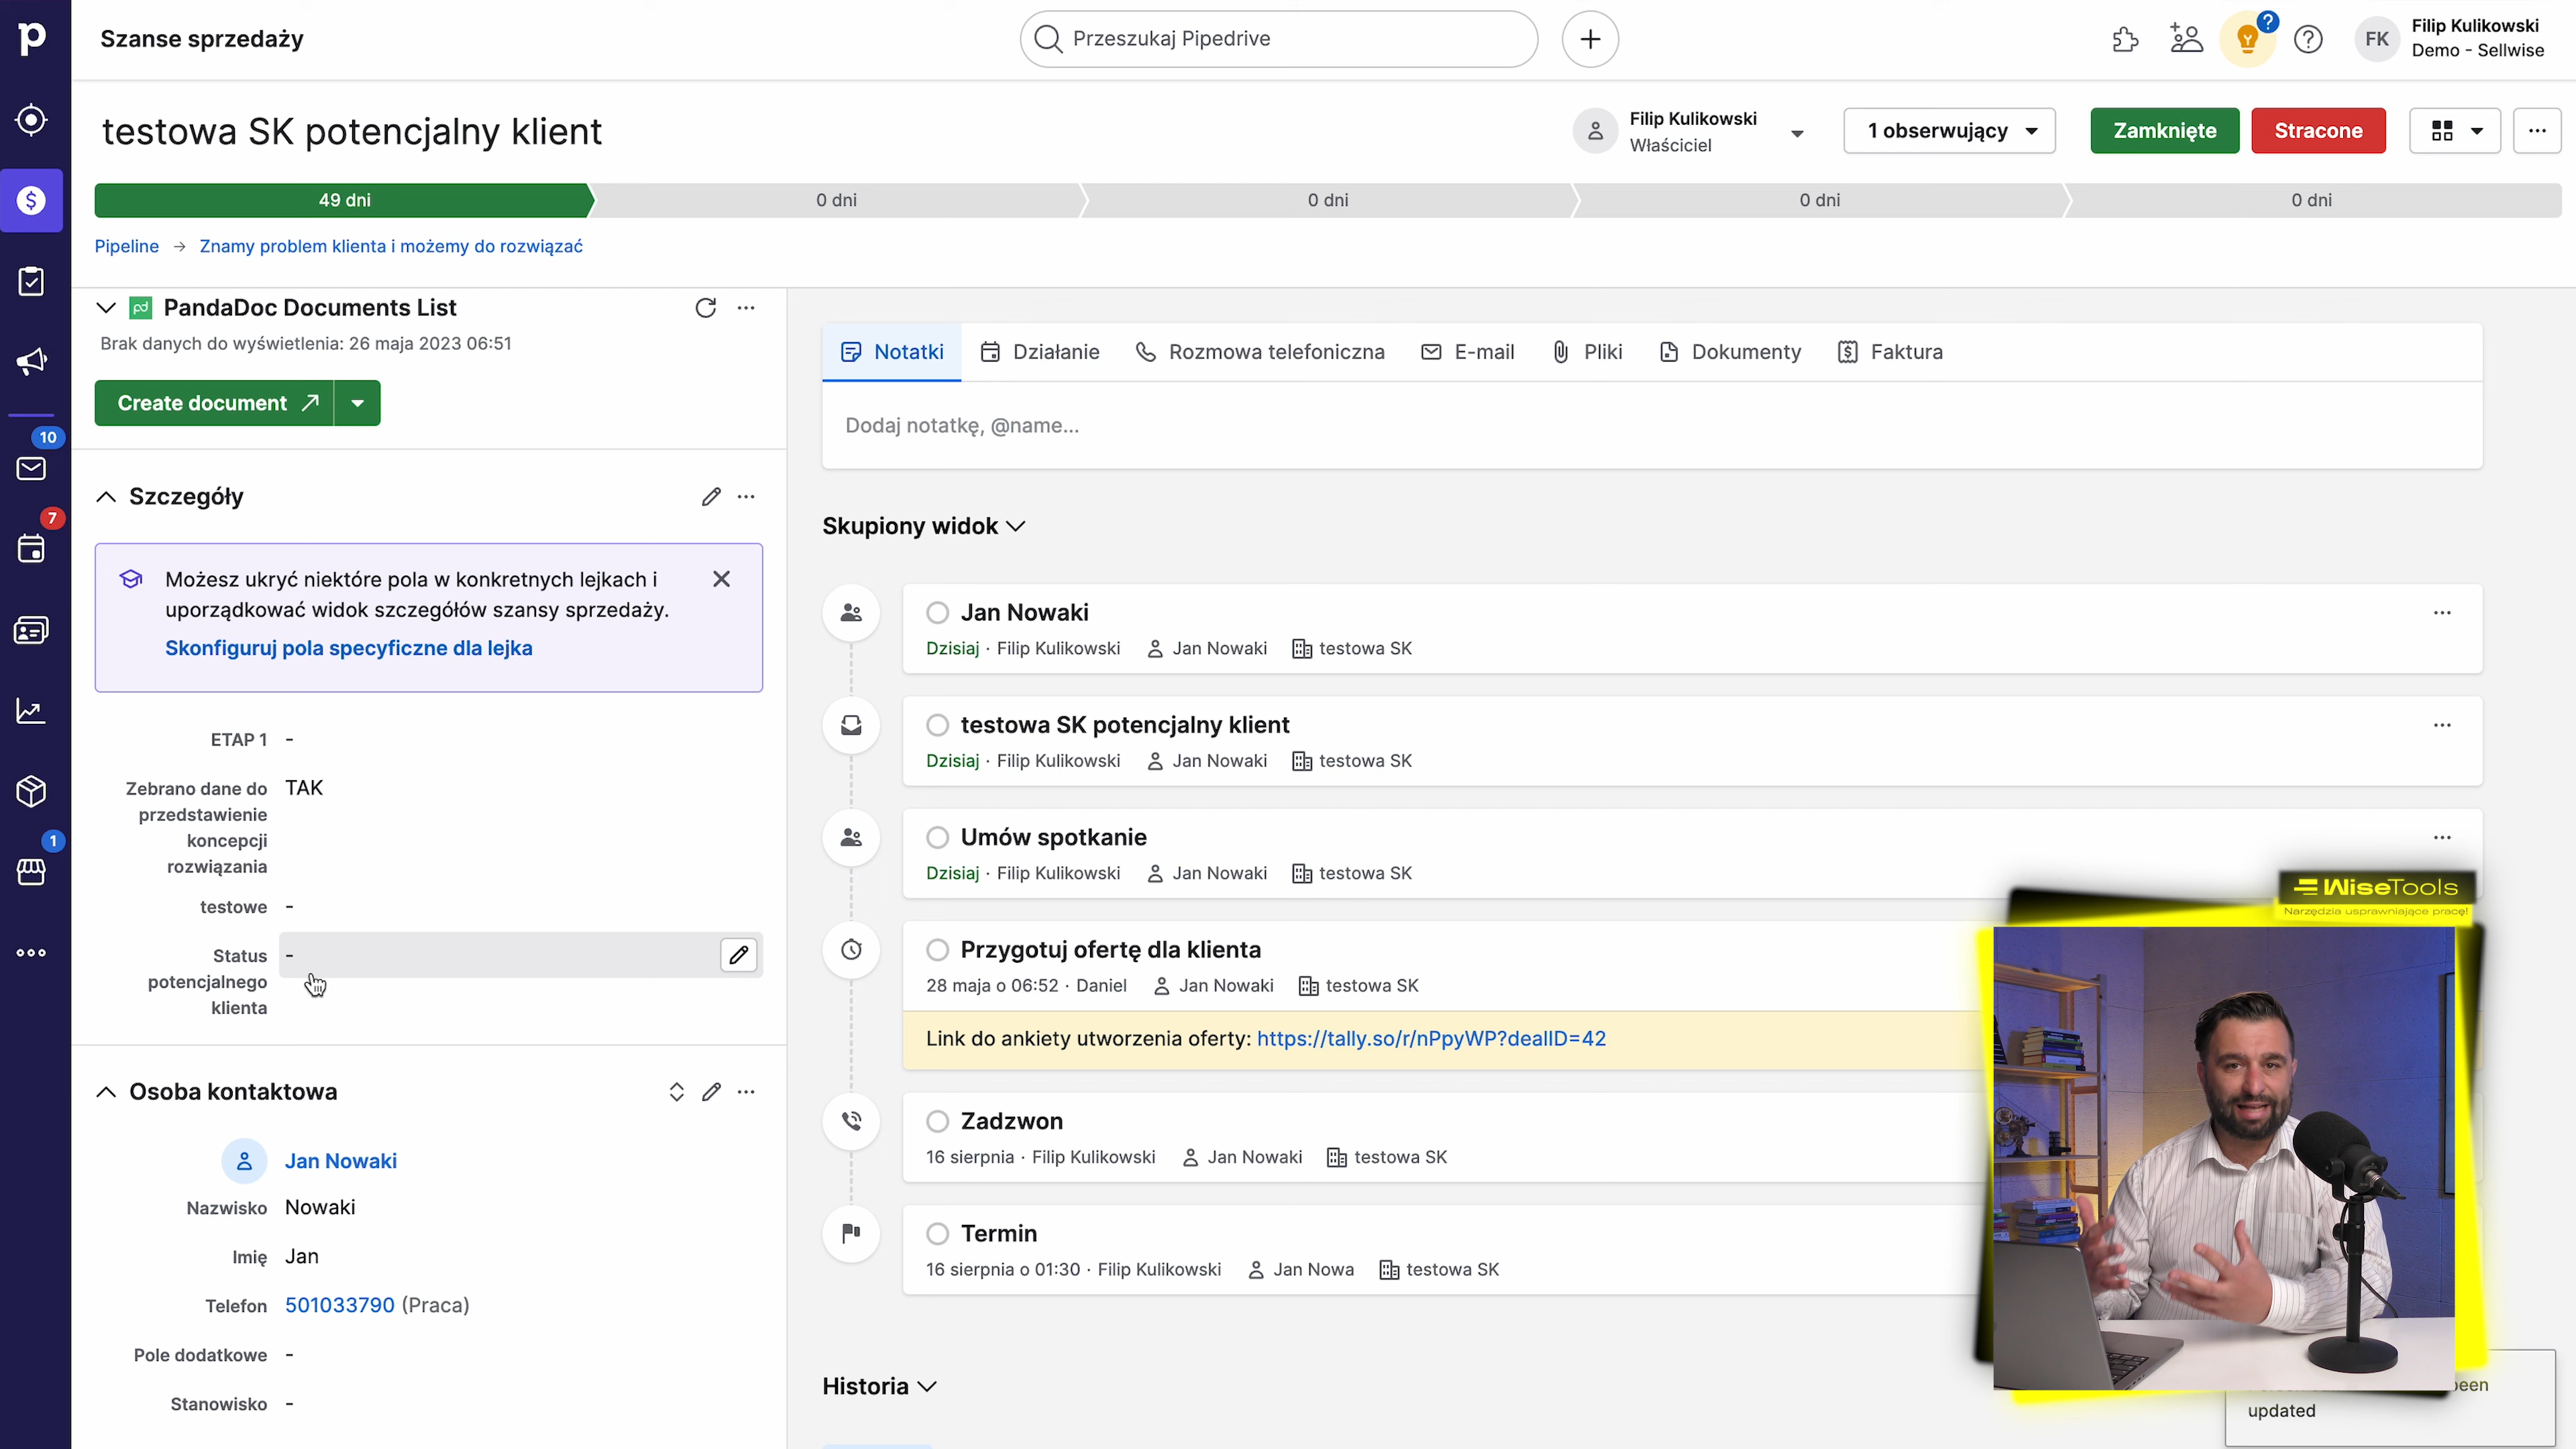 Szanse sprzedaży
Przeszukaj Pipedrive
?
FK
Filip Kulikowski
Demo - Sellwise
testowa SK potencjalny klient
Filip Kulikowski
Właściciel
1 obserwujący
Zamknięte
Stracone
49 dni
0 dni
0 dni
0 dni
0 dni
Pipeline → Znamy problem klienta i możemy do rozwiązać
10
7
1
pd PandaDoc Documents List
Brak danych do wyświetlenia: 26 maja 2023 06:51
Create document
Szczegóły
Możesz ukryć niektóre pola w konkretnych lejkach i
uporządkować widok szczegółów szansy sprzedaży.
Skonfiguruj pola specyficzne dla lejka
ETAP 1 -
Zebrano dane do TAK
przedstawienie
koncepcji
rozwiązania
testowe -
Status -
potencjalnego
klienta
Osoba kontaktowa
Jan Nowaki
Nazwisko Nowaki
Imię Jan
Telefon 501033790 (Praca)
Pole dodatkowe -
Stanowisko -
Notatki
Działanie
Rozmowa telefoniczna
E-mail
Pliki
Dokumenty
Faktura
Dodaj notatkę, @name...
Skupiony widok
Jan Nowaki
Dzisiaj · Filip Kulikowski Jan Nowaki testowa SK
testowa SK potencjalny klient
Dzisiaj · Filip Kulikowski Jan Nowaki testowa SK
Umów spotkanie
Dzisiaj · Filip Kulikowski Jan Nowaki testowa SK
Przygotuj ofertę dla klienta
28 maja o 06:52 · Daniel Jan Nowaki testowa SK
Link do ankiety utworzenia oferty: https://tally.so/r/nPpyWP?dealID=42
Zadzwon
16 sierpnia · Filip Kulikowski Jan Nowaki testowa SK
Termin
16 sierpnia o 01:30 · Filip Kulikowski Jan Nowa testowa SK
Historia
WiseTools
Narzędzia usprawniające pracę!
been
updated